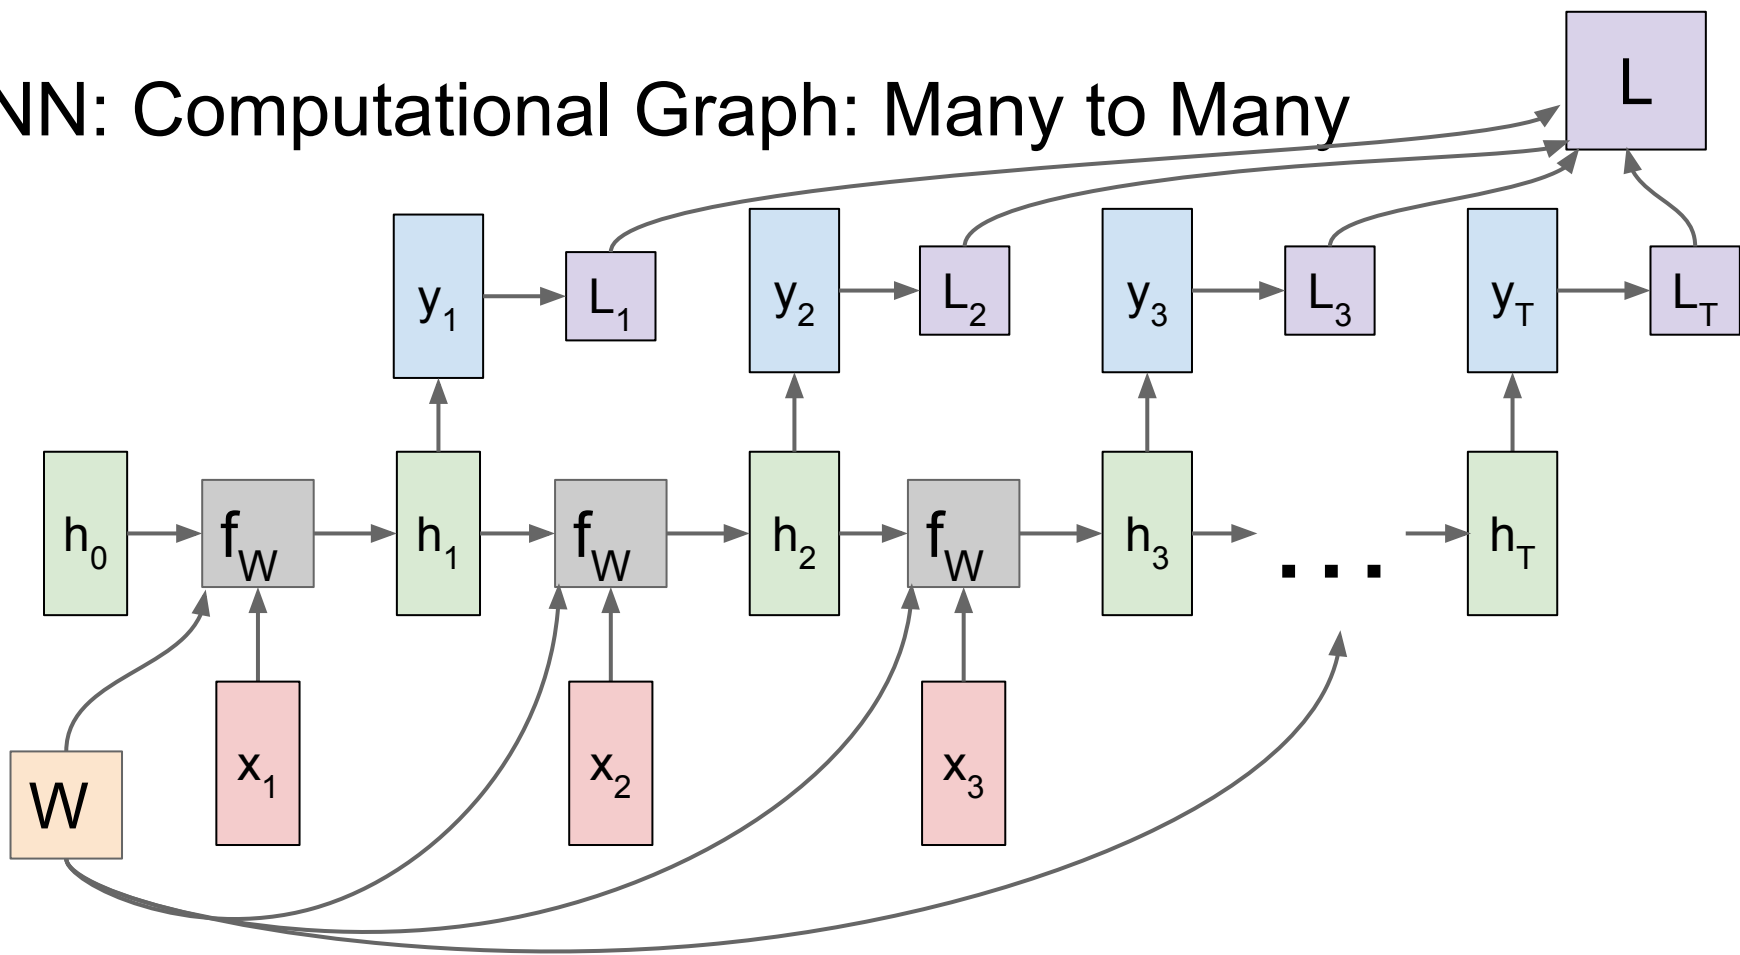 NN: Computational Graph: Many to Many
L
y1 L1 y2 L2 y3 L3 yT LT
h0 fW h1 fW h2 fW h3 ... hT
x1 x2 x3
W